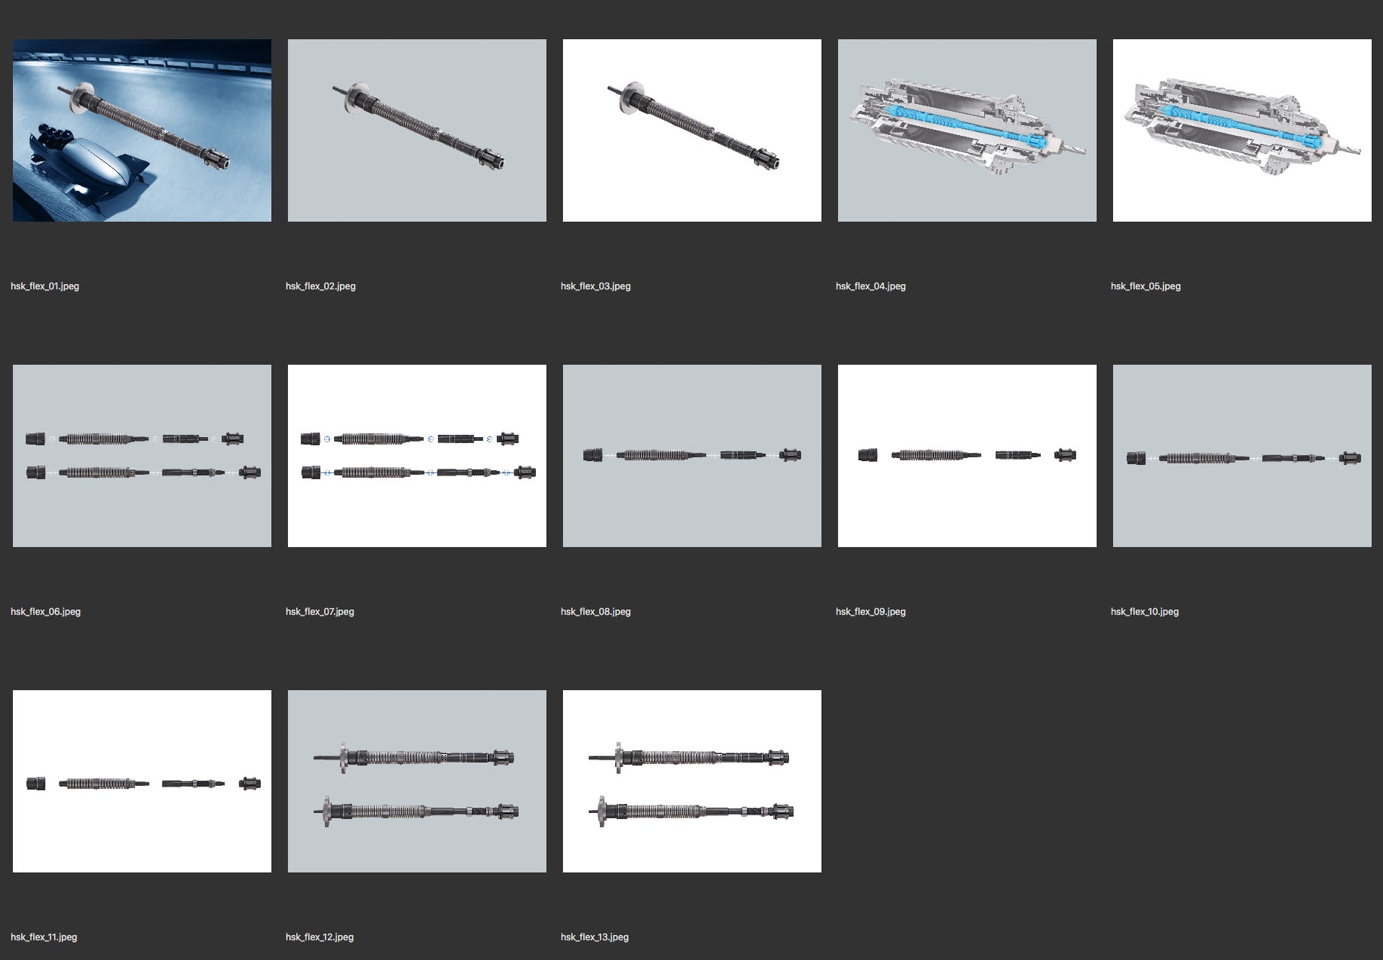 hsk_flex_01.jpeg
hsk_flex_02.jpeg
hsk_flex_03.jpeg
hsk_flex_04.jpeg
hsk_flex_05.jpeg
hsk_flex_06.jpeg
hsk_flex_07.jpeg
hsk_flex_08.jpeg
hsk_flex_09.jpeg
hsk_flex_10.jpeg
hsk_flex_11.jpeg
hsk_flex_12.jpeg
hsk_flex_13.jpeg